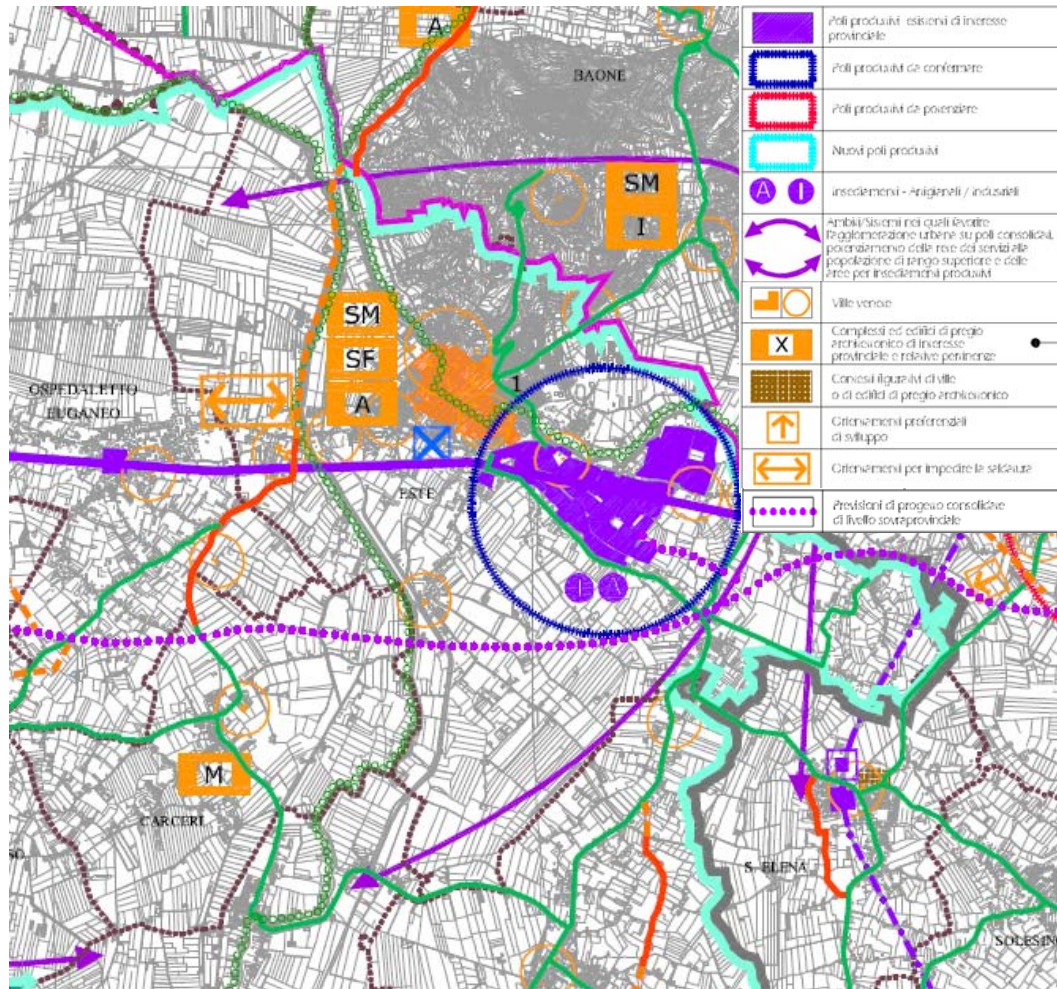 A
BAONE
SM
I
SM
SF
A
OSPEDALETTO
EUGANEO
1
ESTE
I A
M
CARCERI
SO
S. ELENA
SOLESIN
Poli produttivi esistenti di interesse
provinciale
Poli produttivi da confermare
Poli produttivi da potenziare
Nuovi poli produttivi
A I
Insediamenti - Artigianali / industriali
Ambiti/Sistemi nei quali favorire
l'agglomerazione urbana su poli consolidati,
potenziamento della rete dei servizi alla
popolazione di rango superiore e delle
aree per insediamenti produttivi
Ville venete
X
Complessi ed edifici di pregio
architettonico di interesse
provinciale e relative pertinenze
Contesti figurativi di ville
o di edifici di pregio architettonico
Orientamenti preferenziali
di sviluppo
Orientamenti per impedire la saldatura
Previsioni di progetto consolidate
di livello sovraprovinciale